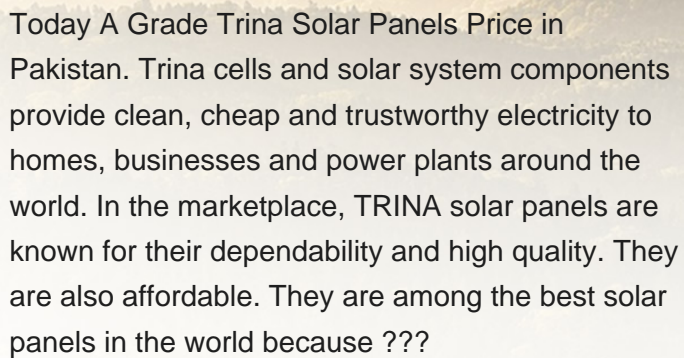 Today A Grade Trina Solar Panels Price in
Pakistan. Trina cells and solar system components
provide clean, cheap and trustworthy electricity to
homes, businesses and power plants around the
world. In the marketplace, TRINA solar panels are
known for their dependability and high quality. They
are also affordable. They are among the best solar
panels in the world because ???